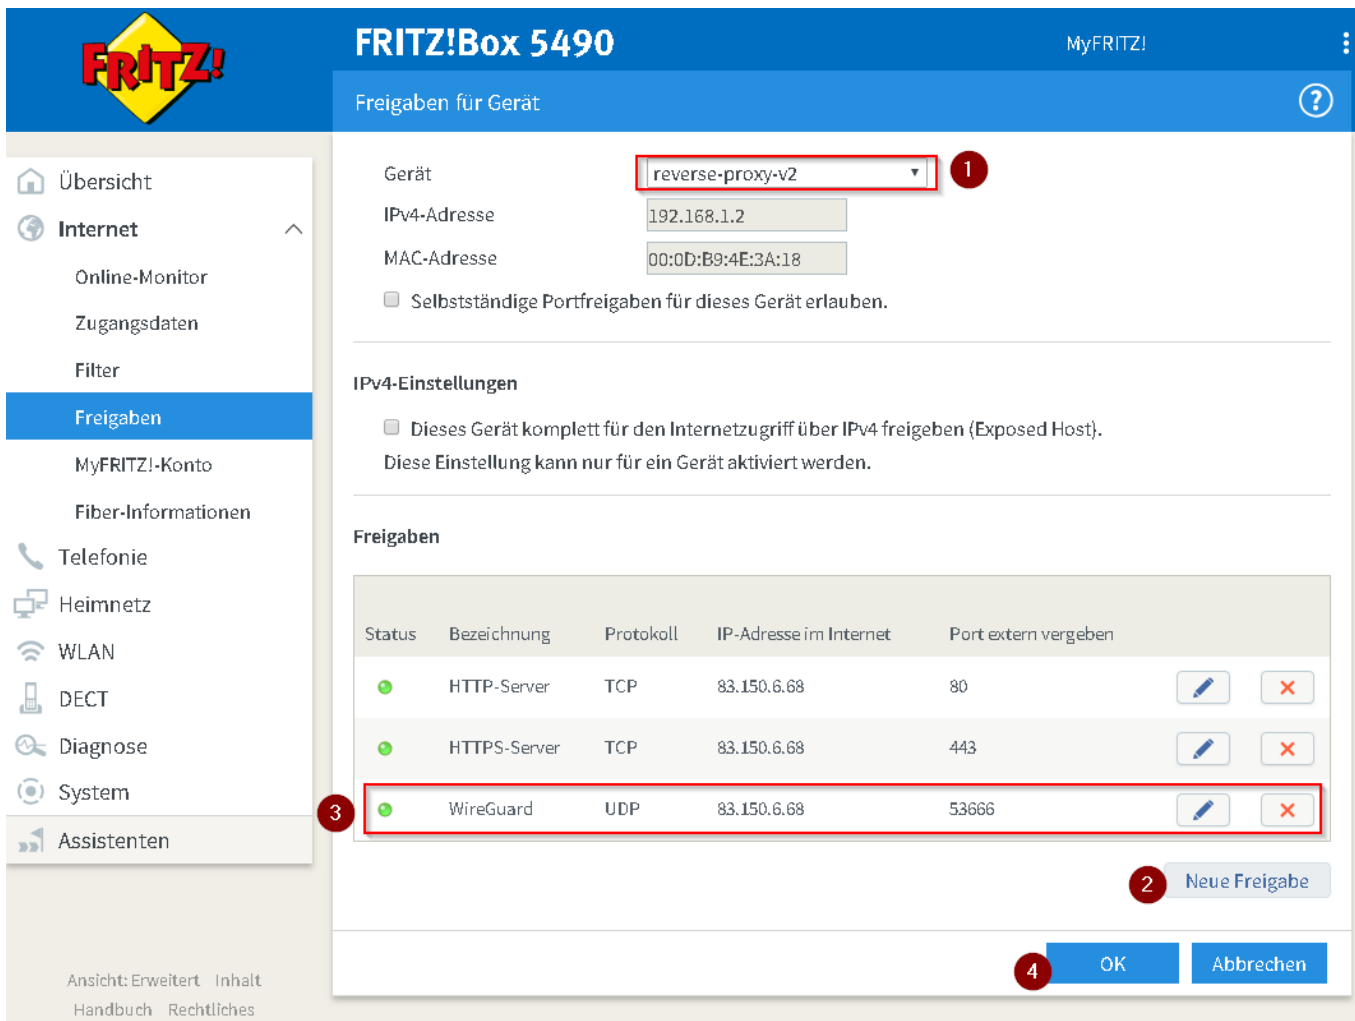 FRITZ!
FRITZ!Box 5490
MyFRITZ!
Freigaben für Gerät
?
Übersicht
Internet
Online-Monitor
Zugangsdaten
Filter
Freigaben
MyFRITZ!-Konto
Fiber-Informationen
Telefonie
Heimnetz
WLAN
DECT
Diagnose
System
Assistenten
Ansicht: Erweitert Inhalt
Handbuch Rechtliches
Gerät reverse-proxy-v2 1
IPv4-Adresse 192.168.1.2
MAC-Adresse 00:0D:B9:4E:3A:18
Selbstständige Portfreigaben für dieses Gerät erlauben.
IPv4-Einstellungen
Dieses Gerät komplett für den Internetzugriff über IPv4 freigeben (Exposed Host).
Diese Einstellung kann nur für ein Gerät aktiviert werden.
Freigaben
Status Bezeichnung Protokoll IP-Adresse im Internet Port extern vergeben
HTTP-Server TCP 83.150.6.68 80
HTTPS-Server TCP 83.150.6.68 443
3 WireGuard UDP 83.150.6.68 53666
2 Neue Freigabe
4 OK Abbrechen